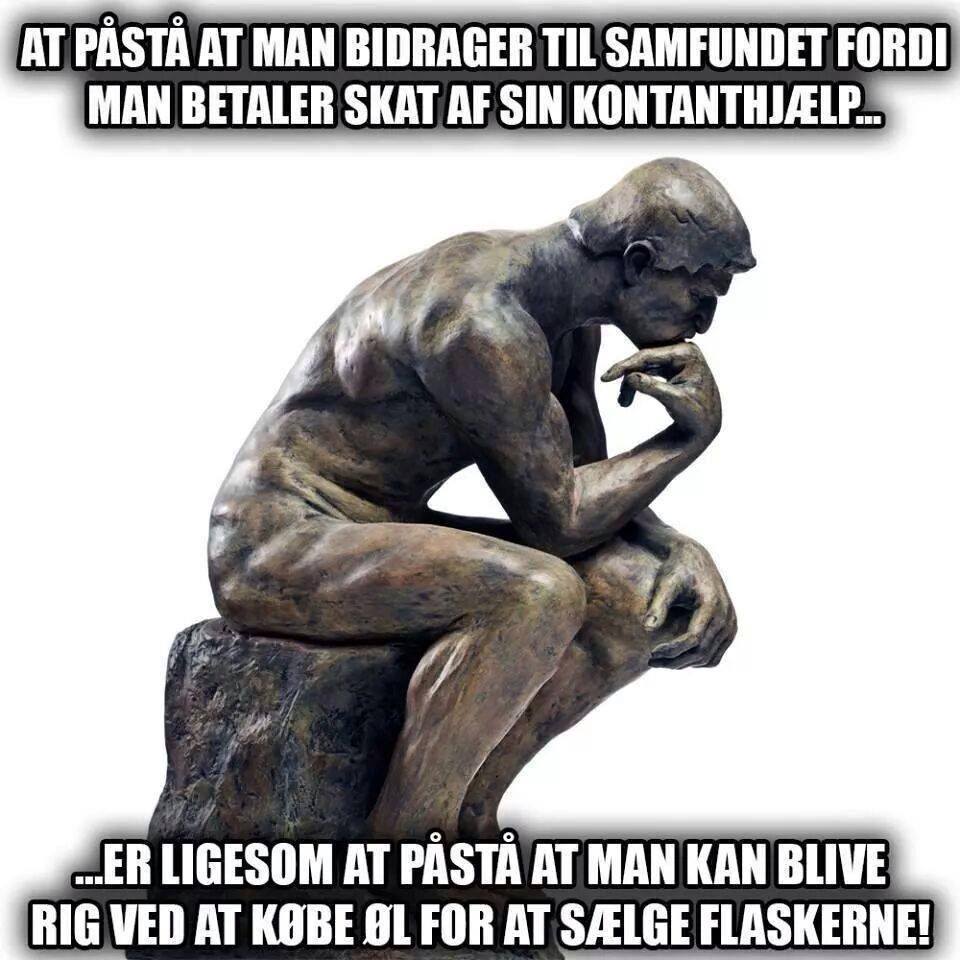 AT PÅSTÅ AT MAN BIDRAGER TIL SAMFUNDET FORDI
MAN BETALER SKAT AF SIN KONTANTHJÆLP...
...ER LIGESOM AT PÅSTÅ AT MAN KAN BLIVE
RIG VED AT KØBE ØL FOR AT SÆLGE FLASKERNE!